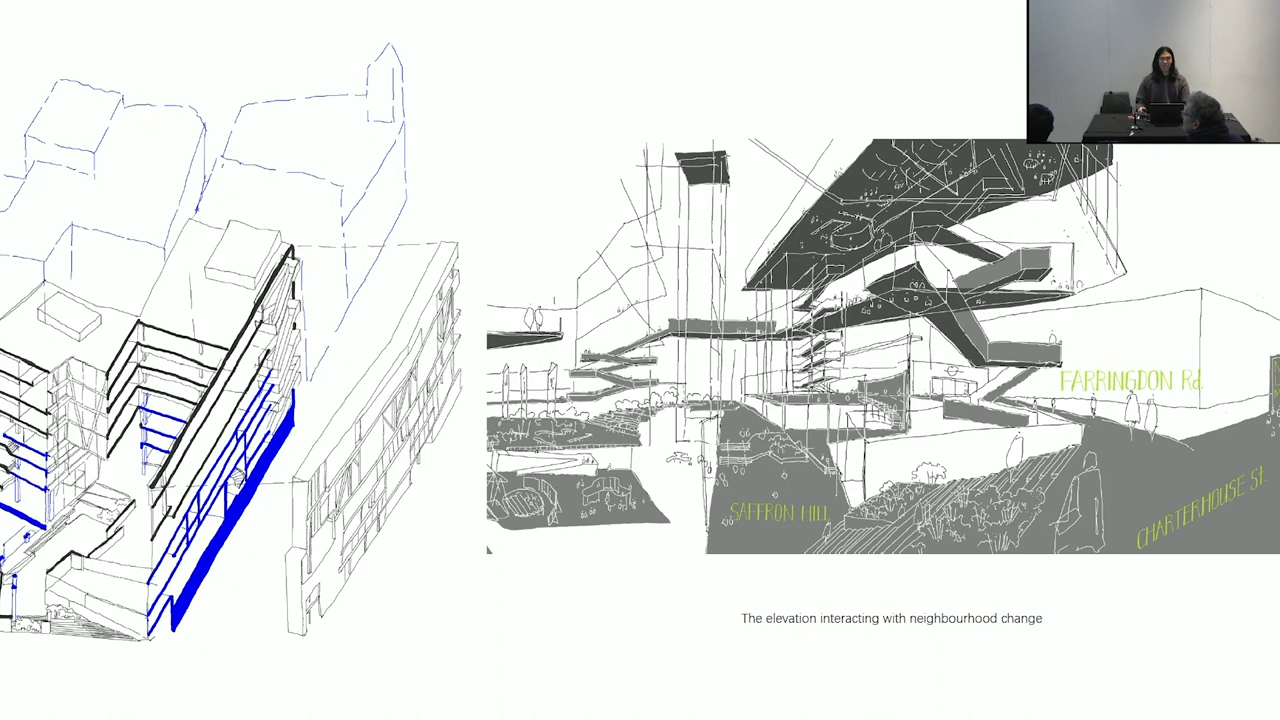 FARRINGDON Rd.
CHARTERHOUSE ST.
SAFFRON HILL
The elevation interacting with neighbourhood change